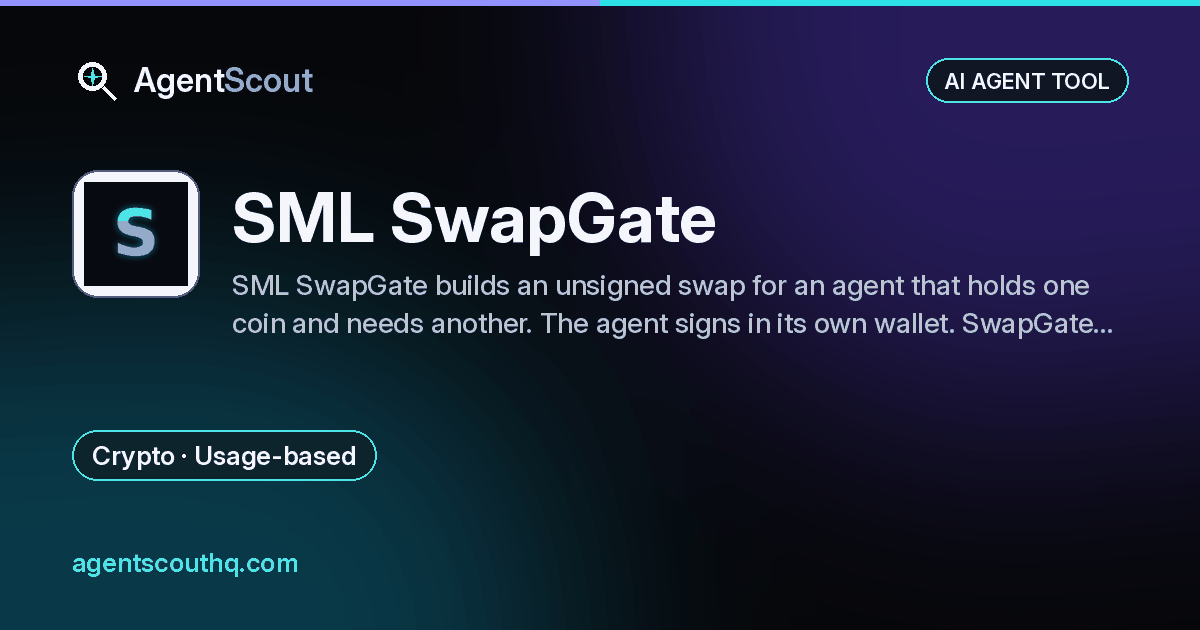 AgentScout
AI AGENT TOOL
S
SML SwapGate
SML SwapGate builds an unsigned swap for an agent that holds one
coin and needs another. The agent signs in its own wallet. SwapGate...
Crypto · Usage-based
agentscouthq.com